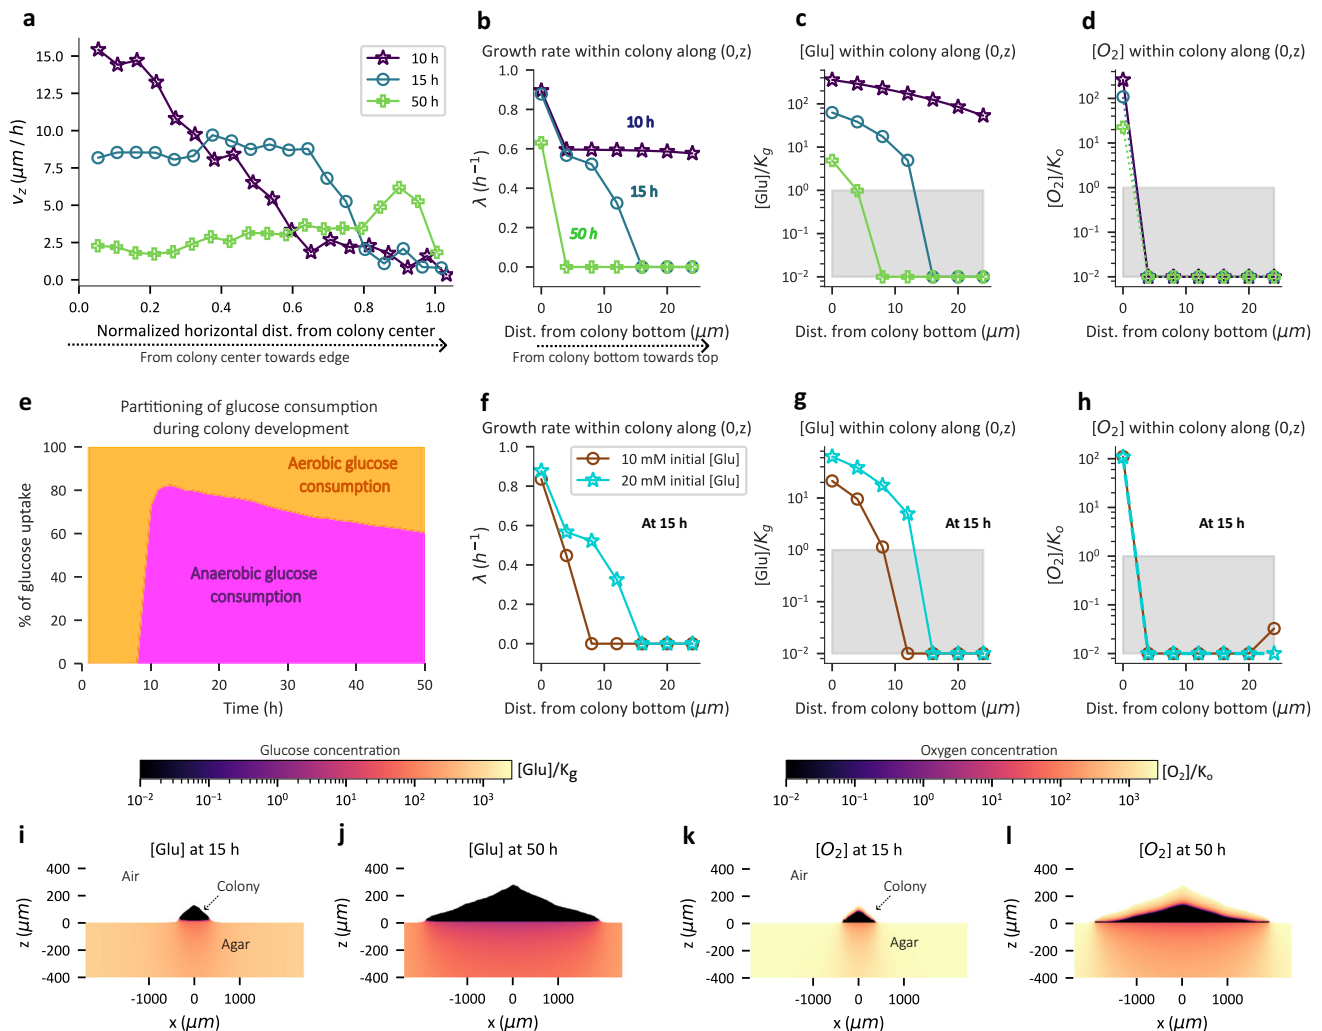 a
15.0
12.5
10.0
7.5
5.0
2.5
0.0
v_z (μm / h)
10 h
15 h
50 h
0.0 0.2 0.4 0.6 0.8 1.0
Normalized horizontal dist. from colony center
From colony center towards edge
b
Growth rate within colony along (0,z)
1.0
0.8
0.6
0.4
0.2
0.0
λ (h⁻¹)
10 h
15 h
50 h
0 10 20
Dist. from colony bottom (μm)
From colony bottom towards top
c
[Glu] within colony along (0,z)
10²
10¹
10⁰
10⁻¹
10⁻²
[Glu]/K_g
0 10 20
Dist. from colony bottom (μm)
d
[O₂] within colony along (0,z)
10²
10¹
10⁰
10⁻¹
10⁻²
[O₂]/K_o
0 10 20
Dist. from colony bottom (μm)
e
Partitioning of glucose consumption
during colony development
100
80
60
40
20
0
% of glucose uptake
Aerobic glucose
consumption
Anaerobic glucose
consumption
0 10 20 30 40 50
Time (h)
f
Growth rate within colony along (0,z)
1.0
0.8
0.6
0.4
0.2
0.0
λ (h⁻¹)
10 mM initial [Glu]
20 mM initial [Glu]
At 15 h
0 10 20
Dist. from colony bottom (μm)
g
[Glu] within colony along (0,z)
10¹
10⁰
10⁻¹
10⁻²
[Glu]/K_g
At 15 h
0 10 20
Dist. from colony bottom (μm)
h
[O₂] within colony along (0,z)
10²
10¹
10⁰
10⁻¹
10⁻²
[O₂]/K_o
At 15 h
0 10 20
Dist. from colony bottom (μm)
Glucose concentration
[Glu]/K_g
10⁻² 10⁻¹ 10⁰ 10¹ 10² 10³
Oxygen concentration
[O₂]/K_o
10⁻² 10⁻¹ 10⁰ 10¹ 10² 10³
i
[Glu] at 15 h
400
200
0
-200
-400
z (μm)
Air
Colony
Agar
-1000 0 1000
x (μm)
j
[Glu] at 50 h
400
200
0
-200
-400
z (μm)
-1000 0 1000
x (μm)
k
[O₂] at 15 h
400
200
0
-200
-400
z (μm)
Air
Colony
Agar
-1000 0 1000
x (μm)
l
[O₂] at 50 h
400
200
0
-200
-400
z (μm)
-1000 0 1000
x (μm)